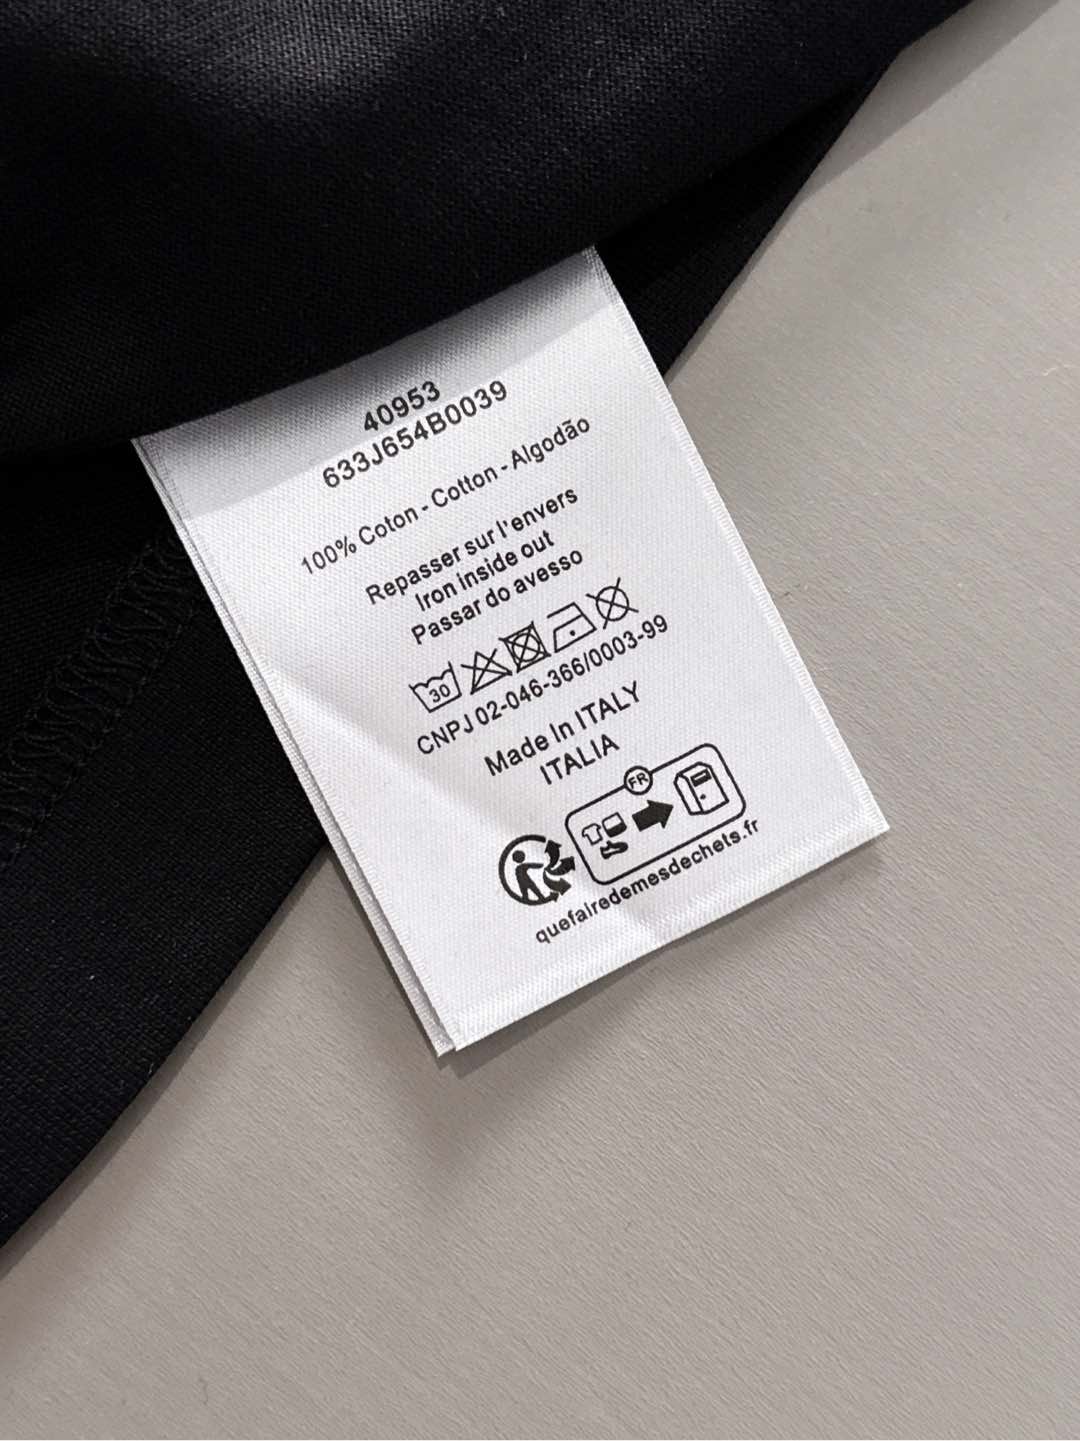 40953
633J654B0039
100% Coton - Cotton - Algodão
Repasser sur l'envers
Iron inside out
Passar do avesso
30
CNPJ 02-046-366/0003-99
Made In ITALY
ITALIA
FR
quefairedemesdechets.fr